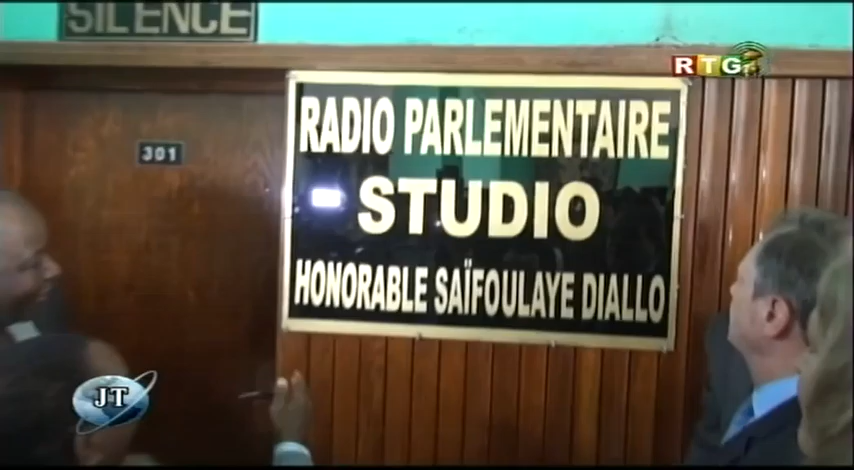 SILENCE
RTG
301
RADIO PARLEMENTAIRE
STUDIO
HONORABLE SAÏFOULAYE DIALLO
JT